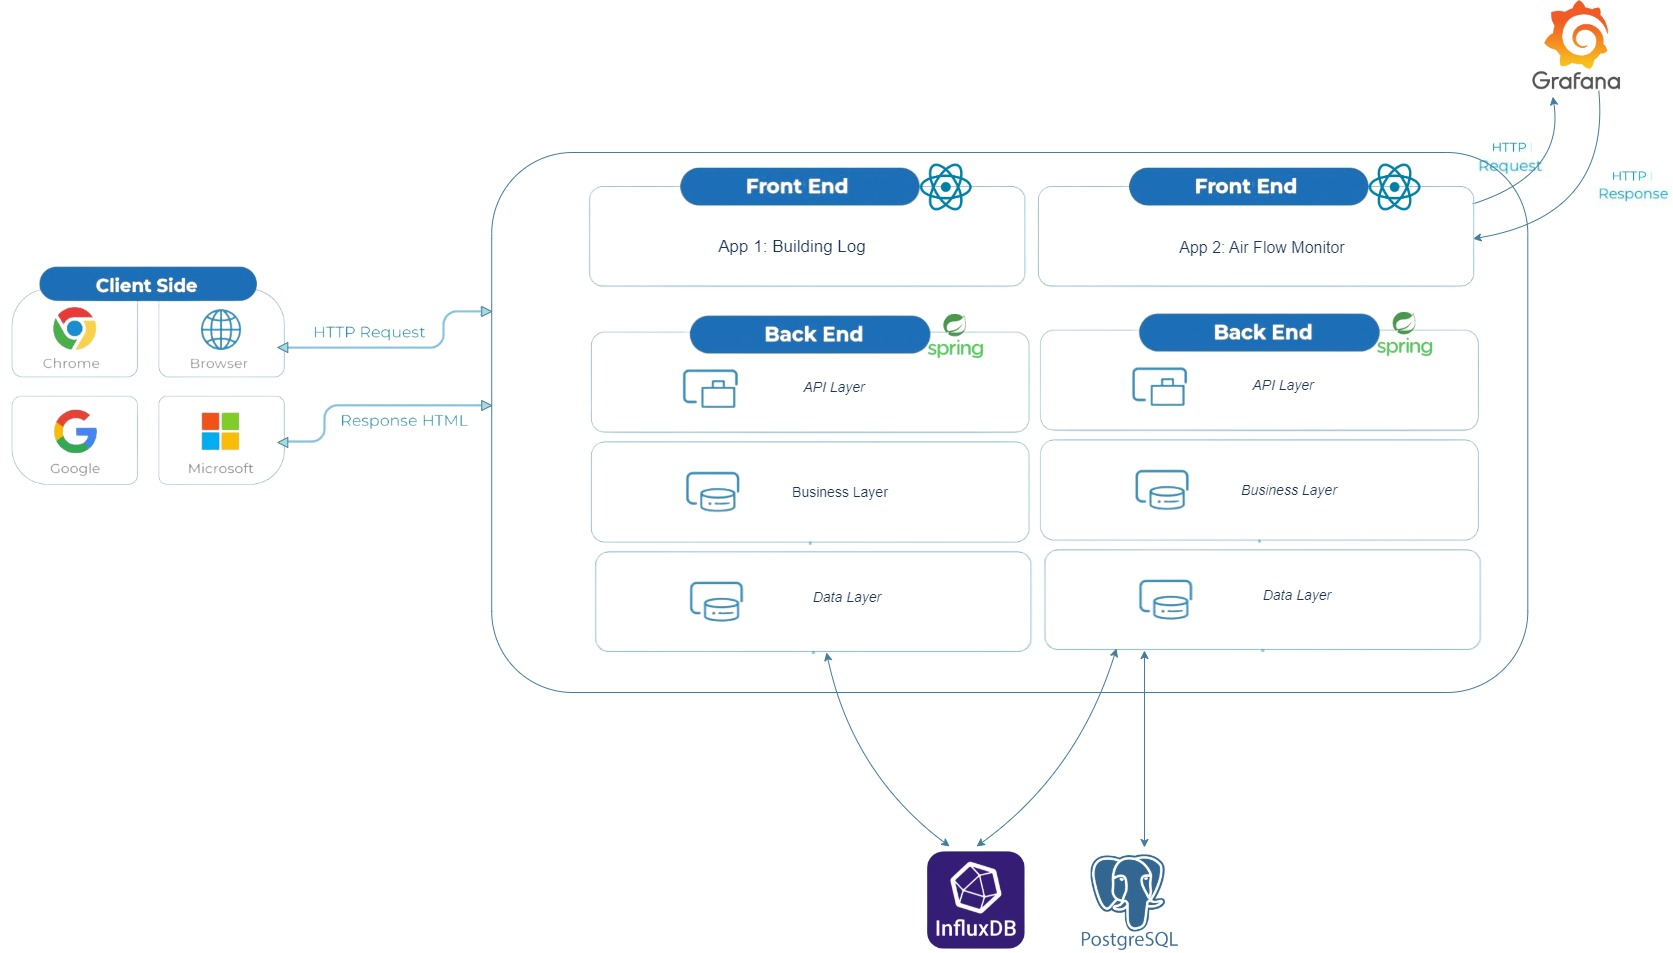 Grafana
HTTP
Request
HTTP
Response
Front End
App 1: Building Log
Front End
App 2: Air Flow Monitor
Client Side
Chrome
Browser
Google
Microsoft
HTTP Request
Response HTML
Back End
spring
API Layer
Business Layer
Data Layer
Back End
spring
API Layer
Business Layer
Data Layer
InfluxDB
PostgreSQL